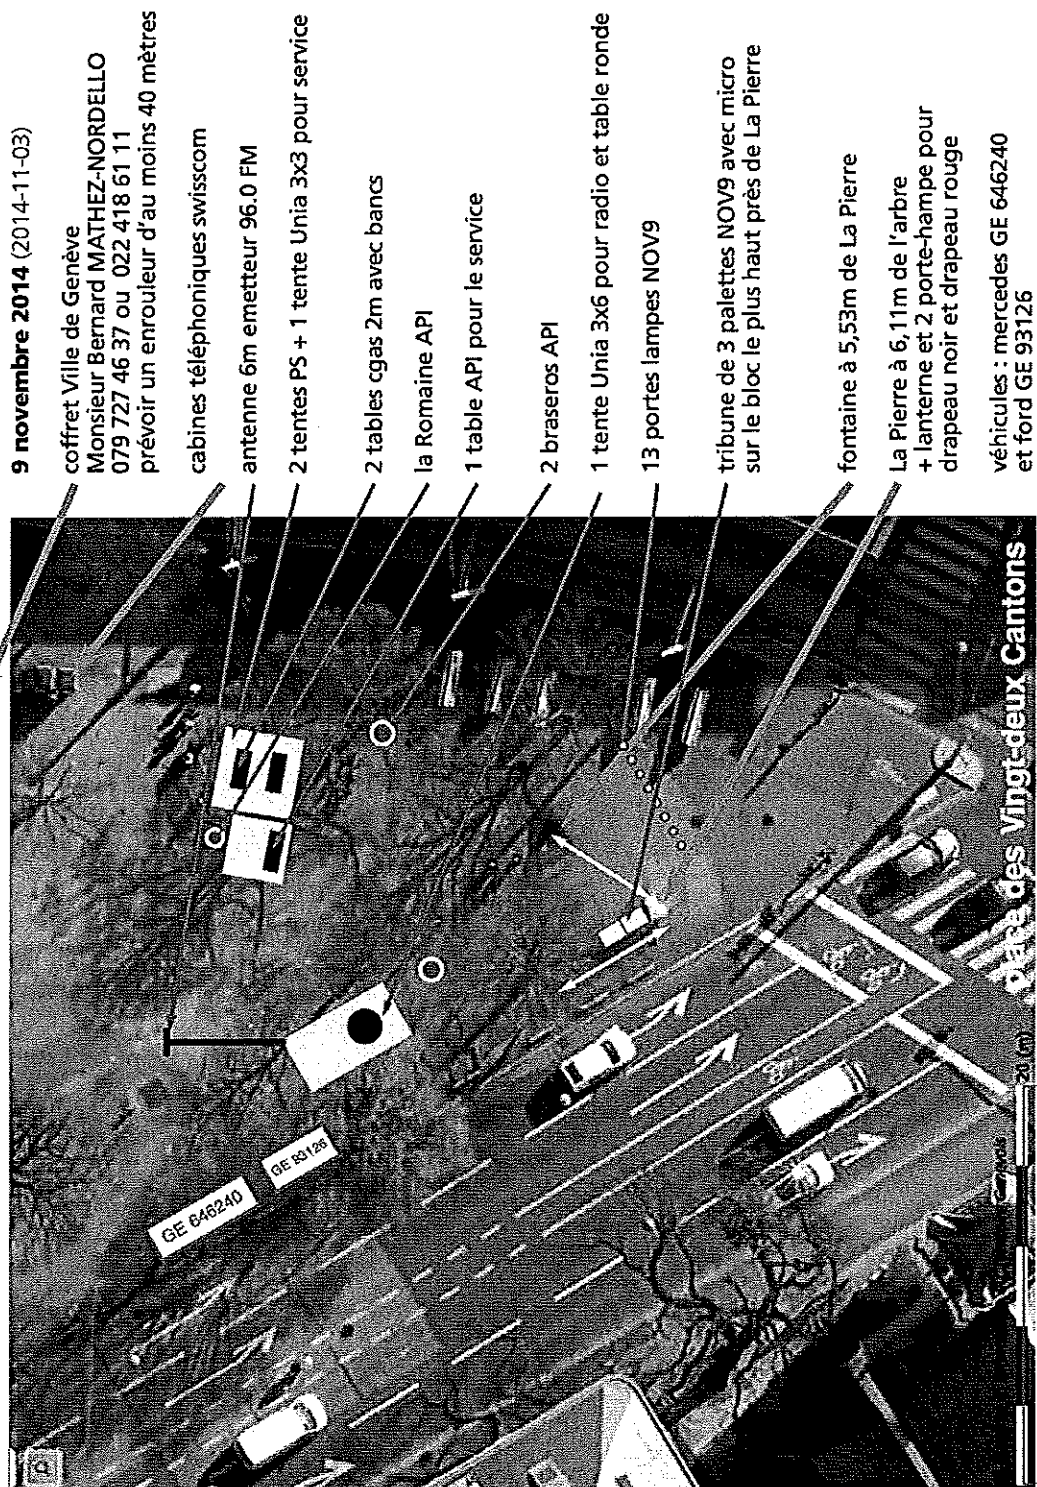 9 novembre 2014 (2014-11-03)
coffret Ville de Genève
Monsieur Bernard MATHEZ-NORDELLO
079 727 46 37 ou 022 418 61 11
prévoir un enrouleur d'au moins 40 mètres
cabines téléphoniques swisscom
antenne 6m emetteur 96.0 FM
2 tentes PS + 1 tente Unia 3x3 pour service
2 tables cgas 2m avec bancs
la Romaine API
1 table API pour le service
2 braseros API
1 tente Unia 3x6 pour radio et table ronde
13 portes lampes NOV9
tribune de 3 palettes NOV9 avec micro
sur le bloc le plus haut près de La Pierre
fontaine à 5,53m de La Pierre
La Pierre à 6,11m de l'arbre
+ lanterne et 2 porte-hampe pour
drapeau noir et drapeau rouge
véhicules : mercedes GE 646240
et ford GE 93126
GE 646240
GE 93126
Place des Vingt-deux Cantons
20 (m)